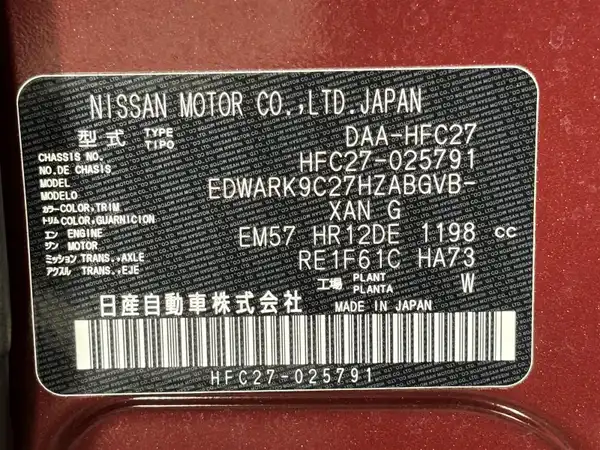 NISSAN MOTOR CO.,LTD.JAPAN
型式 TYPE TIPO DAA-HFC27
CHASSIS NO. NO.DE CHASIS HFC27-025791
MODEL MODELO EDWARK9C27HZABGVB-
カラー COLOR,TRIM トリム COLOR,GUARNICION XAN G
エンジン ENGINE MOTOR EM57 HR12DE 1198 cc
ミッション TRANS.,AXLE アクスル TRANS.,EJE RE1F61C HA73
工場 PLANT PLANTA W
日産自動車株式会社 MADE IN JAPAN
HFC27-025791